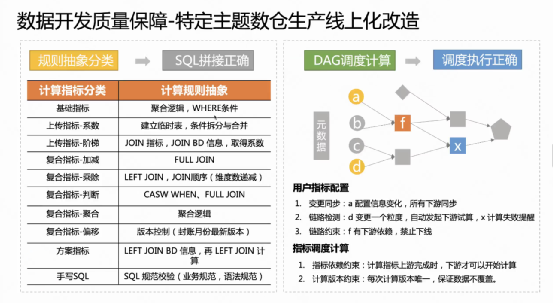 数据开发质量保障-特定主题数仓生产线上化改造
规则抽象分类
SQL拼接正确
计算指标分类 计算规则抽象
基础指标 聚合逻辑，WHERE条件
上传指标-系数 建立临时表，条件拆分与合并
上传指标-阶梯 JOIN 指标，JOIN BD 信息，取得系数
复合指标-加减 FULL JOIN
复合指标-乘除 LEFT JOIN ，JOIN顺序（维度数递减）
复合指标-判断 CASW WHEN、FULL JOIN
复合指标-聚合 聚合逻辑
复合指标-偏移 版本控制（封账月份最新版本）
方案指标 LEFT JOIN BD 信息，再 LEFT JOIN 计
算
手写SQL SQL 规范校验（业务规范，语法规范）
DAG调度计算
调度执行正确
元数据
a
b
c
d
f
x
用户指标配置
1. 变更同步：a 配置信息变化，所有下游同步
2. 链路检测：d 变更一个粒度，自动发起下游试算，x 计算失败提醒
3. 链路约束：f 有下游依赖，禁止下线
指标调度计算
1. 指标依赖约束：计算指标上游完成时，下游才可以开始计算
2. 计算版本约束：每次计算版本唯一，保证数据不覆盖。